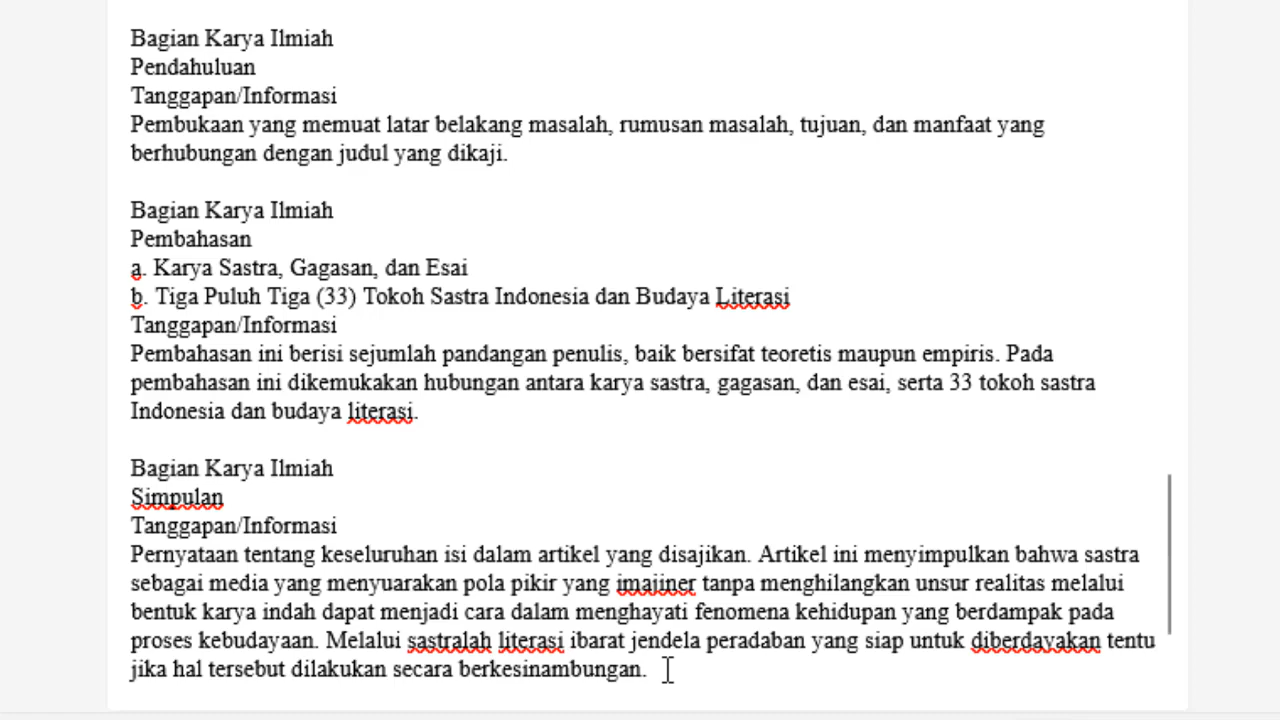 Bagian Karya Ilmiah
Pendahuluan
Tanggapan/Informasi
Pembukaan yang memuat latar belakang masalah, rumusan masalah, tujuan, dan manfaat yang
berhubungan dengan judul yang dikaji.
Bagian Karya Ilmiah
Pembahasan
a. Karya Sastra, Gagasan, dan Esai
b. Tiga Puluh Tiga (33) Tokoh Sastra Indonesia dan Budaya Literasi
Tanggapan/Informasi
Pembahasan ini berisi sejumlah pandangan penulis, baik bersifat teoretis maupun empiris. Pada
pembahasan ini dikemukakan hubungan antara karya sastra, gagasan, dan esai, serta 33 tokoh sastra
Indonesia dan budaya literasi.
Bagian Karya Ilmiah
Simpulan
Tanggapan/Informasi
Pernyataan tentang keseluruhan isi dalam artikel yang disajikan. Artikel ini menyimpulkan bahwa sastra
sebagai media yang menyuarakan pola pikir yang imajiner tanpa menghilangkan unsur realitas melalui
bentuk karya indah dapat menjadi cara dalam menghayati fenomena kehidupan yang berdampak pada
proses kebudayaan. Melalui sastralah literasi ibarat jendela peradaban yang siap untuk diberdayakan tentu
jika hal tersebut dilakukan secara berkesinambungan.